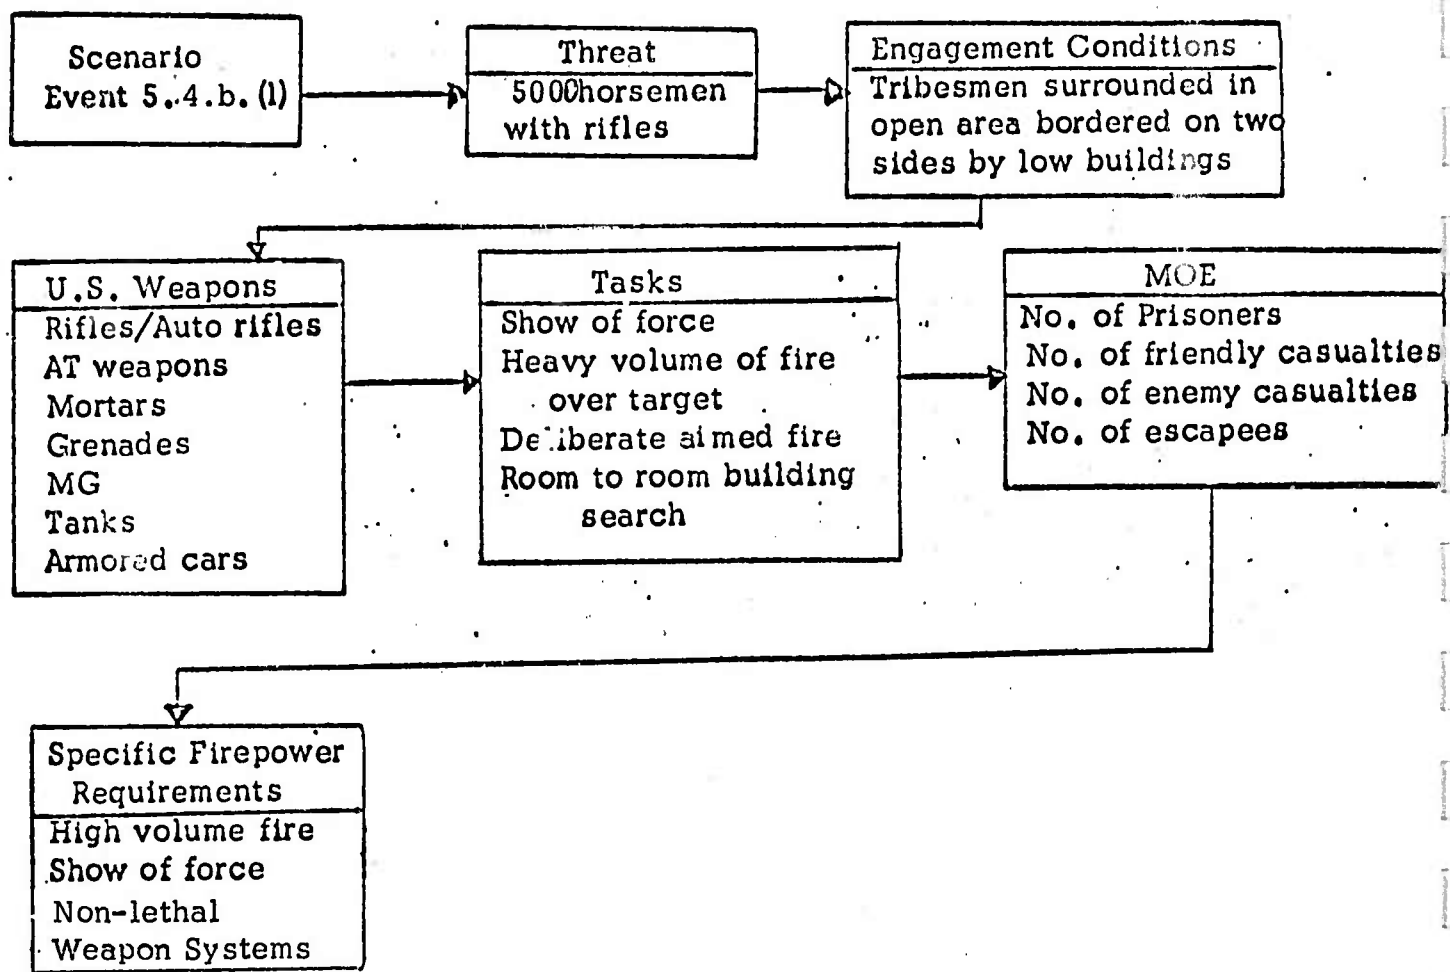 Scenario
Event 5.4.b.(1)
Threat
5000horsemen
with rifles
Engagement Conditions
Tribesmen surrounded in
open area bordered on two
sides by low buildings
U.S. Weapons
Rifles/Auto rifles
AT weapons
Mortars
Grenades
MG
Tanks
Armored cars
Tasks
Show of force
Heavy volume of fire
over target
Deliberate aimed fire
Room to room building
search
MOE
No. of Prisoners
No. of friendly casualties
No. of enemy casualties
No. of escapees
Specific Firepower
Requirements
High volume fire
Show of force
Non-lethal
Weapon Systems